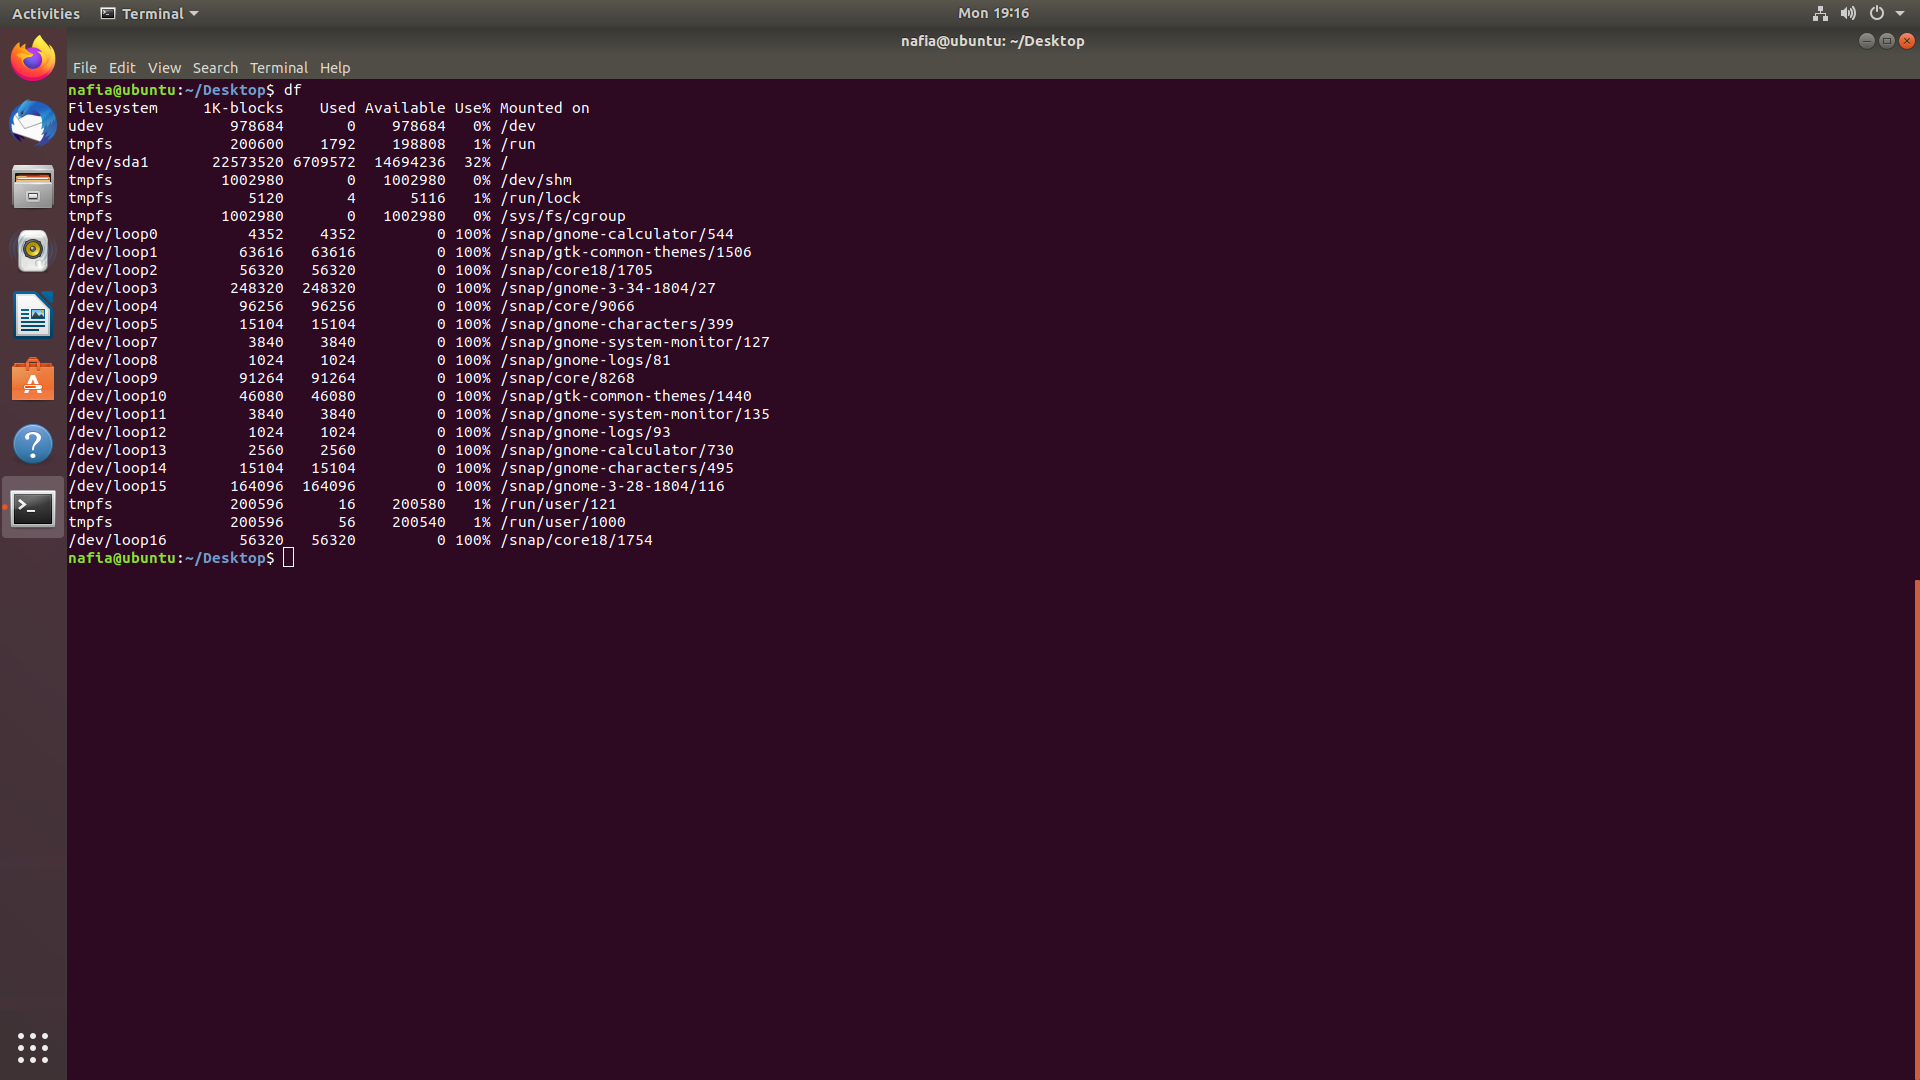 Activities Terminal Mon 19:16
nafia@ubuntu: ~/Desktop
File Edit View Search Terminal Help
nafia@ubuntu:~/Desktop$ df
Filesystem     1K-blocks    Used Available Use% Mounted on
udev              978684       0    978684   0% /dev
tmpfs             200600    1792    198808   1% /run
/dev/sda1       22573520 6709572  14694236  32% /
tmpfs            1002980       0   1002980   0% /dev/shm
tmpfs               5120       4      5116   1% /run/lock
tmpfs            1002980       0   1002980   0% /sys/fs/cgroup
/dev/loop0          4352    4352         0 100% /snap/gnome-calculator/544
/dev/loop1         63616   63616         0 100% /snap/gtk-common-themes/1506
/dev/loop2         56320   56320         0 100% /snap/core18/1705
/dev/loop3        248320  248320         0 100% /snap/gnome-3-34-1804/27
/dev/loop4         96256   96256         0 100% /snap/core/9066
/dev/loop5         15104   15104         0 100% /snap/gnome-characters/399
/dev/loop7          3840    3840         0 100% /snap/gnome-system-monitor/127
/dev/loop8          1024    1024         0 100% /snap/gnome-logs/81
/dev/loop9         91264   91264         0 100% /snap/core/8268
/dev/loop10        46080   46080         0 100% /snap/gtk-common-themes/1440
/dev/loop11         3840    3840         0 100% /snap/gnome-system-monitor/135
/dev/loop12         1024    1024         0 100% /snap/gnome-logs/93
/dev/loop13         2560    2560         0 100% /snap/gnome-calculator/730
/dev/loop14        15104   15104         0 100% /snap/gnome-characters/495
/dev/loop15       164096  164096         0 100% /snap/gnome-3-28-1804/116
tmpfs             200596      16    200580   1% /run/user/121
tmpfs             200596      56    200540   1% /run/user/1000
/dev/loop16        56320   56320         0 100% /snap/core18/1754
nafia@ubuntu:~/Desktop$